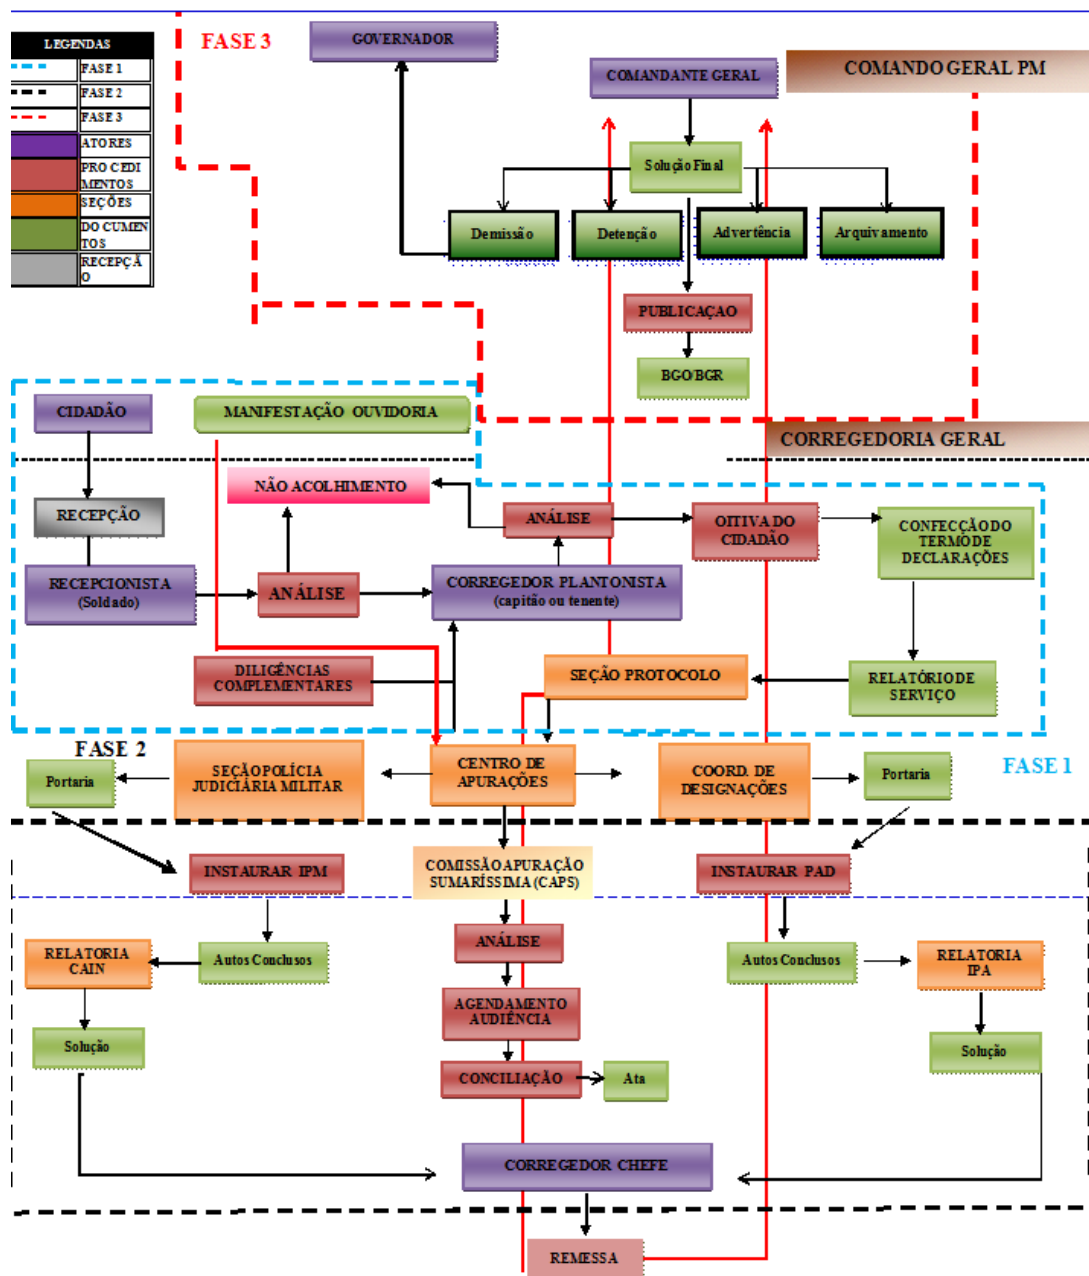 FASE 3
GOVERNADOR
COMANDANTE GERAL
COMANDO GERAL PM
LEGENDAS
FASE 1
FASE 2
FASE 3
ATORES
PRO CEDI
MENTOS
SEÇÕES
DO CUMEN
TOS
RECEPÇÃ
O
Solução Final
Demissão
Detenção
Advertência
Arquivamento
PUBLICAÇAO
BGO/BGR
CIDADÃO
MANIFESTAÇÃO OUVIDORIA
CORREGEDORIA GERAL
NÃO ACOLHIMENTO
RECEPÇÃO
ANÁLISE
OITIVA DO
CIDADÃO
CONFECÇÃO DO
TERMO DE
DECLARAÇÕES
RECEPCIONISTA
(Soldado)
ANÁLISE
CORREGEDOR PLANTONISTA
(capitão ou tenente)
DILIGÊNCIAS
COMPLEMENTARES
SEÇÃO PROTOCOLO
RELATÓRIO DE
SERVIÇO
FASE 2
FASE 1
Portaria
SEÇÃO POLÍCIA
JUDICIÁRIA MILITAR
CENTRO DE
APURAÇÕES
COORD. DE
DESIGNAÇÕES
Portaria
INSTAURAR IPM
COMISSÃO APURAÇÃO
SUMARÍSSIMA (CAPS)
INSTAURAR PAD
RELATORIA
CAIN
Autos Conclusos
ANÁLISE
Autos Conclusos
RELATORIA
IPA
AGENDAMENTO
AUDIÊNCIA
Solução
Solução
CONCILIAÇÃO
Ata
CORREGEDOR CHEFE
REMESSA